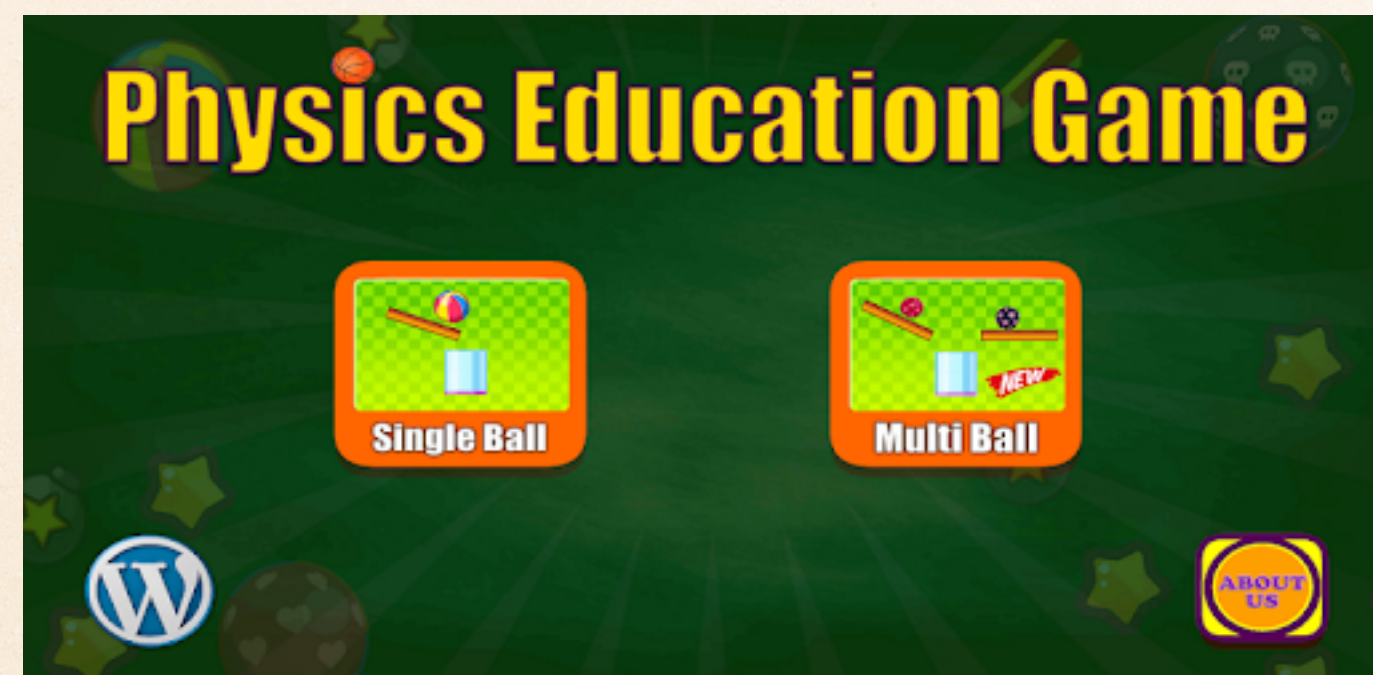 Physics Education Game
NEW
Single Ball
Multi Ball
W
ABOUT
US